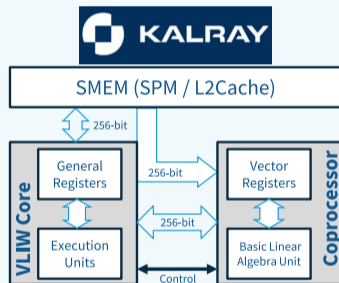 KALRAY
SMEM (SPM / L2Cache)
256-bit
General
Registers
256-bit
Vector
Registers
VLIW Core
256-bit
Coprocessor
Execution
Units
Basic Linear
Algebra Unit
Control